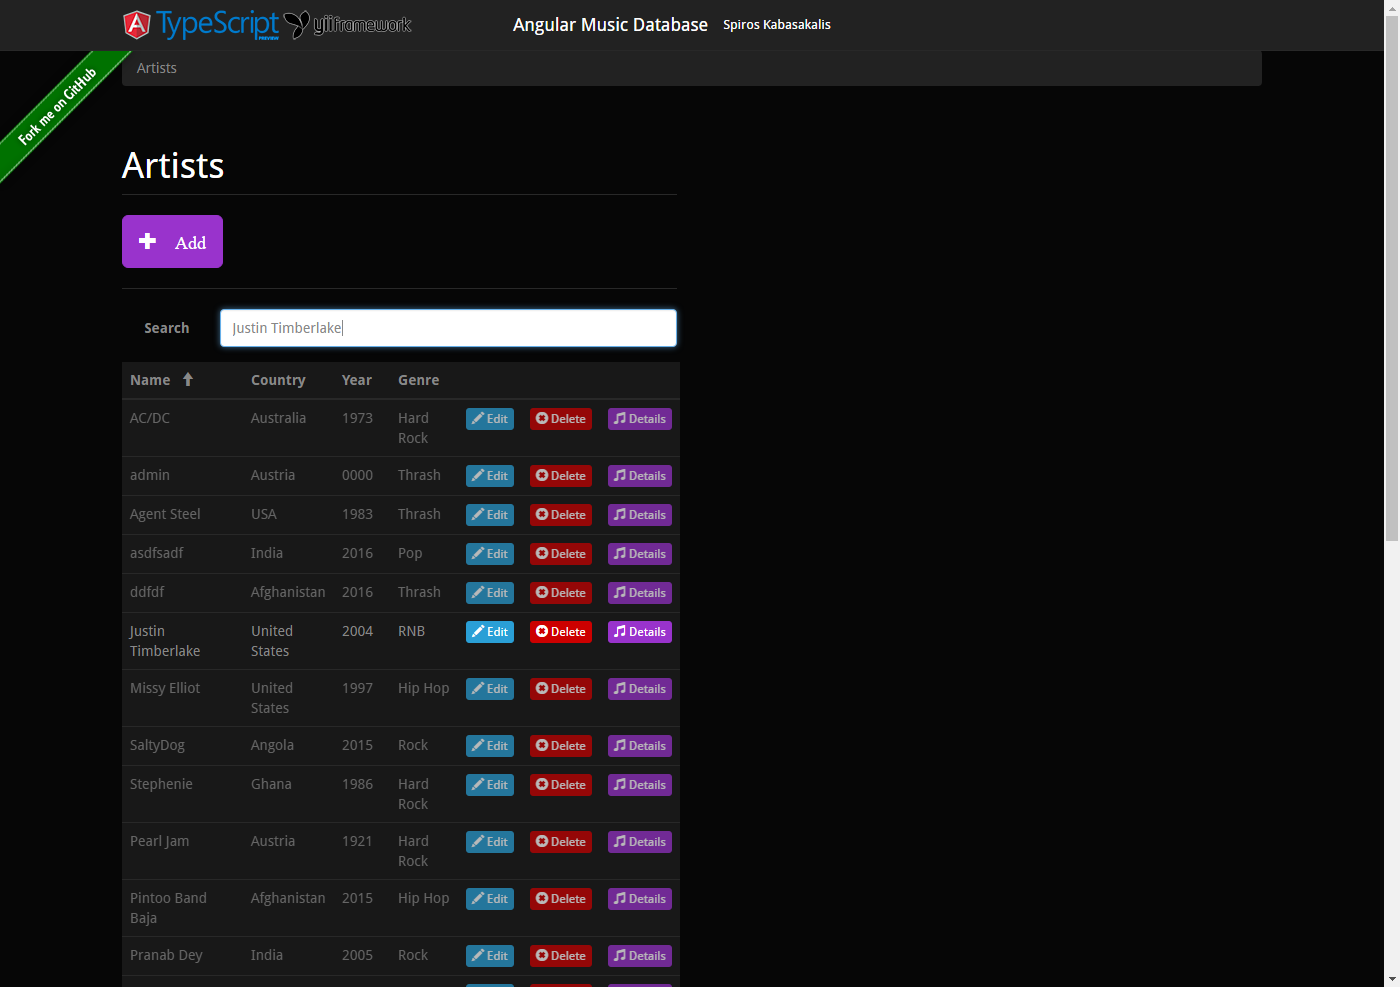 TypeScript PREVIEW yiiframework Angular Music Database Spiros Kabasakalis
Fork me on GitHub
Artists
Artists
Add
Search Justin Timberlake
Name Country Year Genre
AC/DC Australia 1973 Hard Rock Edit Delete Details
admin Austria 0000 Thrash Edit Delete Details
Agent Steel USA 1983 Thrash Edit Delete Details
asdfsadf India 2016 Pop Edit Delete Details
ddfdf Afghanistan 2016 Thrash Edit Delete Details
Justin Timberlake United States 2004 RNB Edit Delete Details
Missy Elliot United States 1997 Hip Hop Edit Delete Details
SaltyDog Angola 2015 Rock Edit Delete Details
Stephenie Ghana 1986 Hard Rock Edit Delete Details
Pearl Jam Austria 1921 Hard Rock Edit Delete Details
Pintoo Band Baja Afghanistan 2015 Hip Hop Edit Delete Details
Pranab Dey India 2005 Rock Edit Delete Details